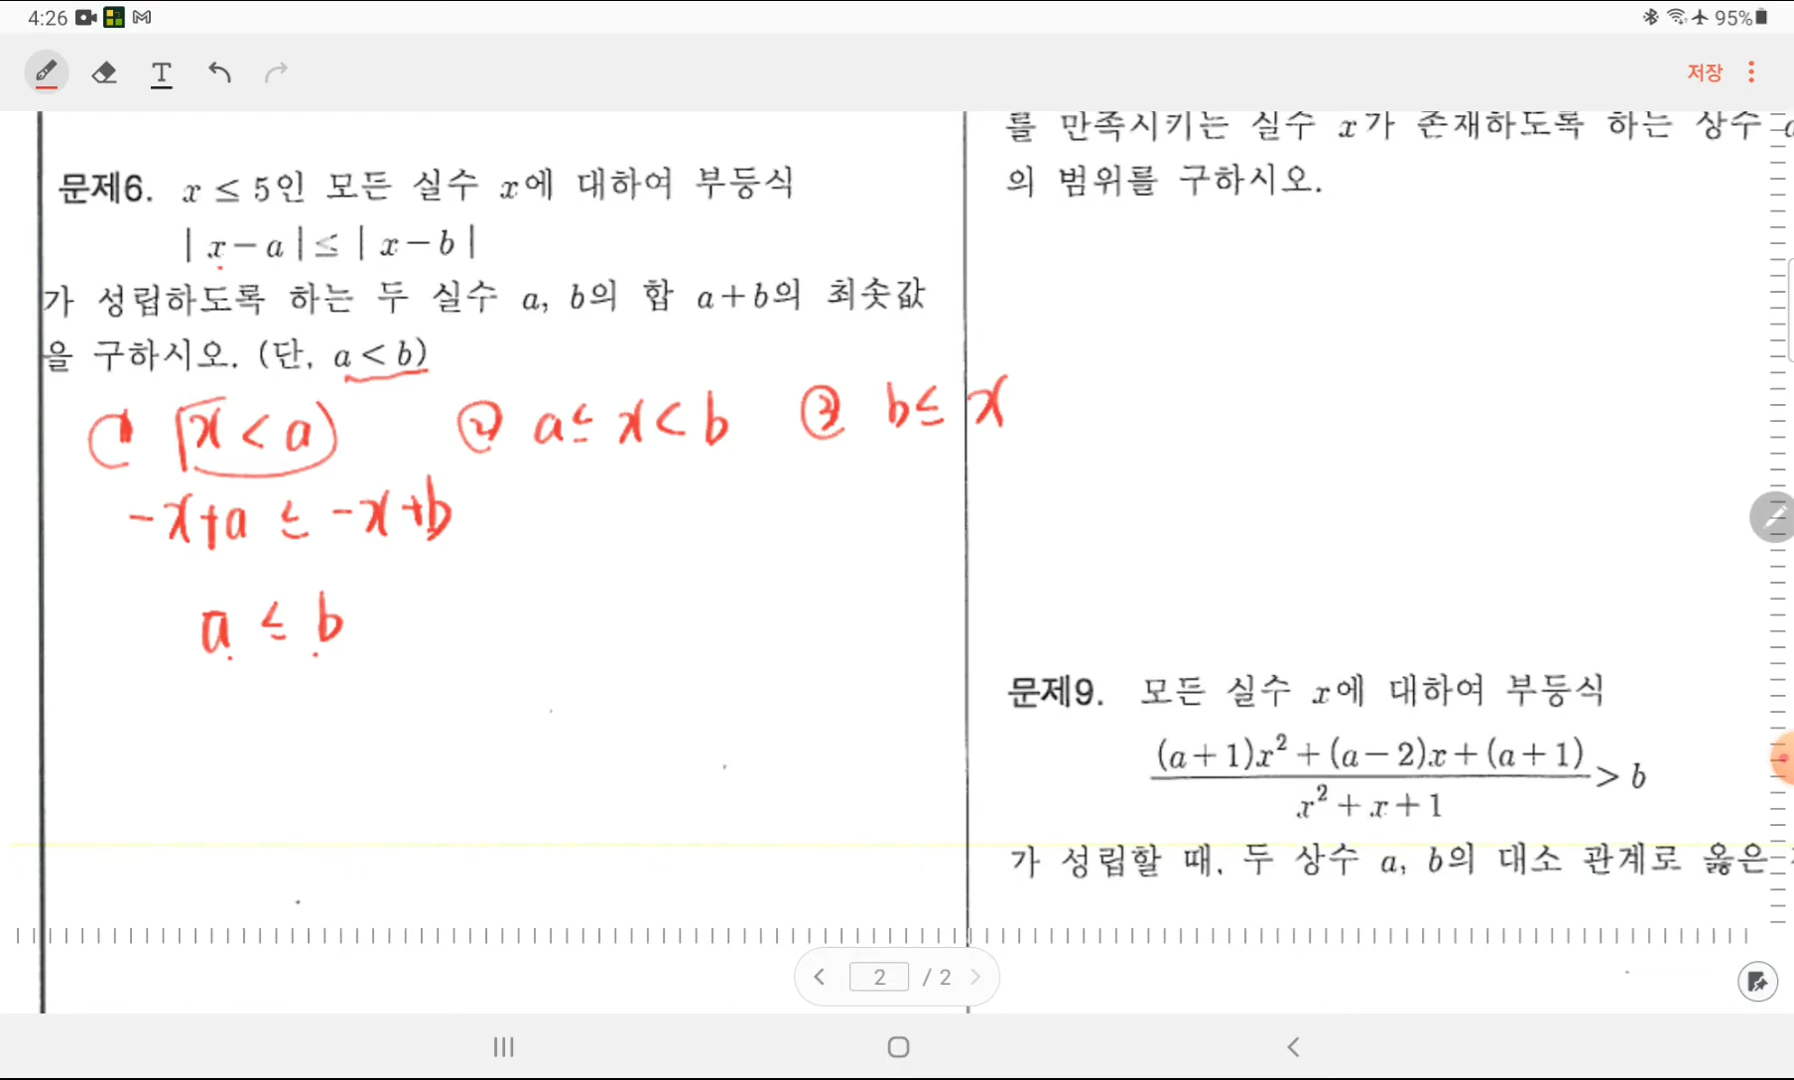 4:26
95%
T
저장
문제6. x ≤ 5인 모든 실수 x에 대하여 부등식
| x − a | ≤ | x − b |
가 성립하도록 하는 두 실수 a, b의 합 a+b의 최솟값
을 구하시오. (단, a < b)
① x < a ② a ≤ x < b ③ b ≤ x
-x+a ≤ -x+b
a ≤ b
를 만족시키는 실수 x가 존재하도록 하는 상수 a
의 범위를 구하시오.
문제9. 모든 실수 x에 대하여 부등식
(a+1)x² + (a−2)x + (a+1)
x² + x + 1
> b
가 성립할 때, 두 상수 a, b의 대소 관계로 옳은
2 / 2